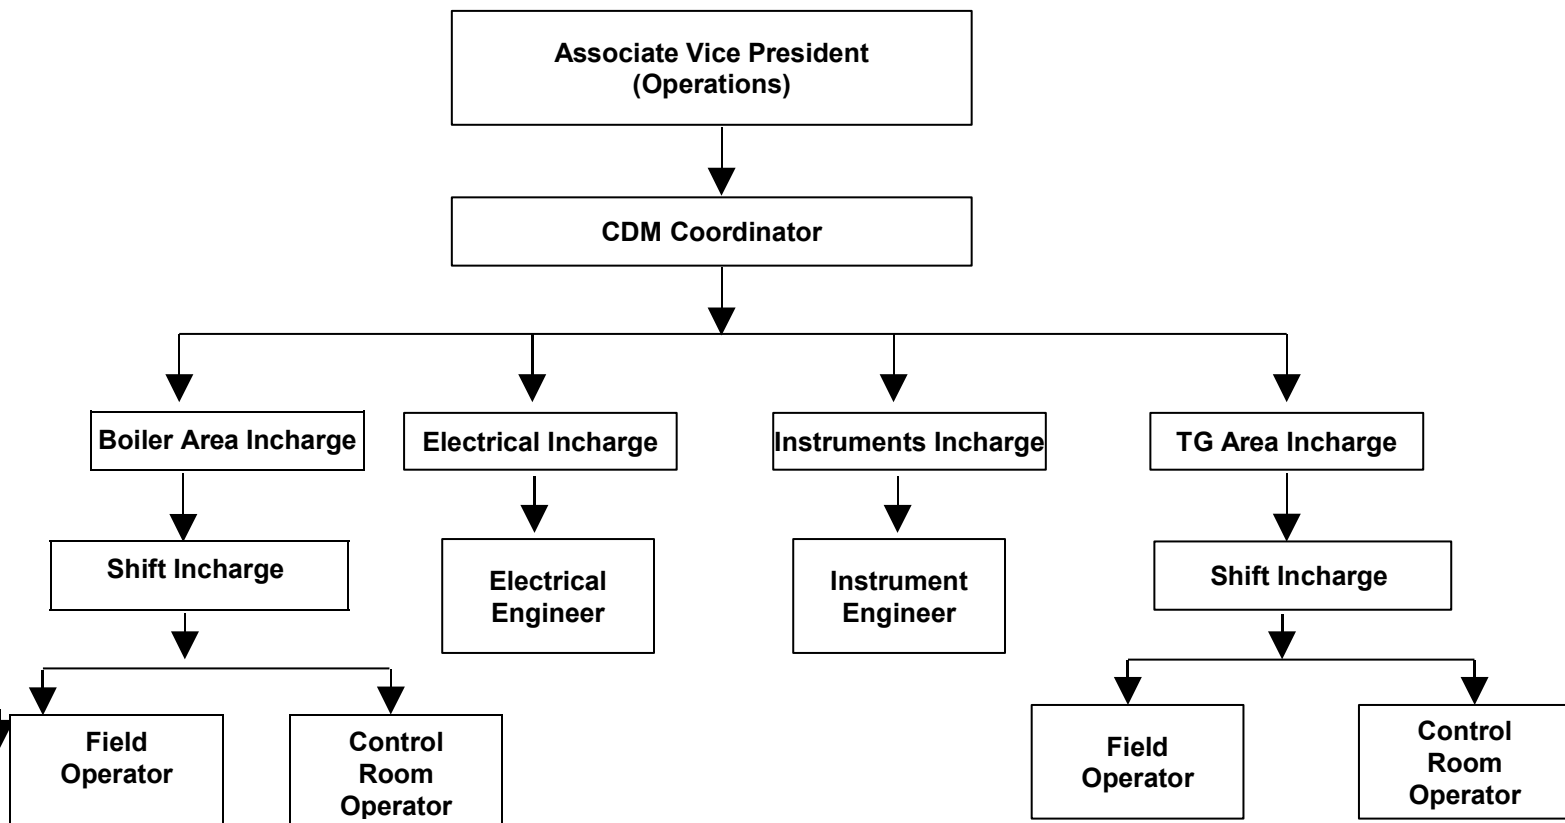 Associate Vice President
(Operations)
CDM Coordinator
Boiler Area Incharge
Electrical Incharge
Instruments Incharge
TG Area Incharge
Shift Incharge
Electrical
Engineer
Instrument
Engineer
Shift Incharge
Field
Operator
Control
Room
Operator
Field
Operator
Control
Room
Operator